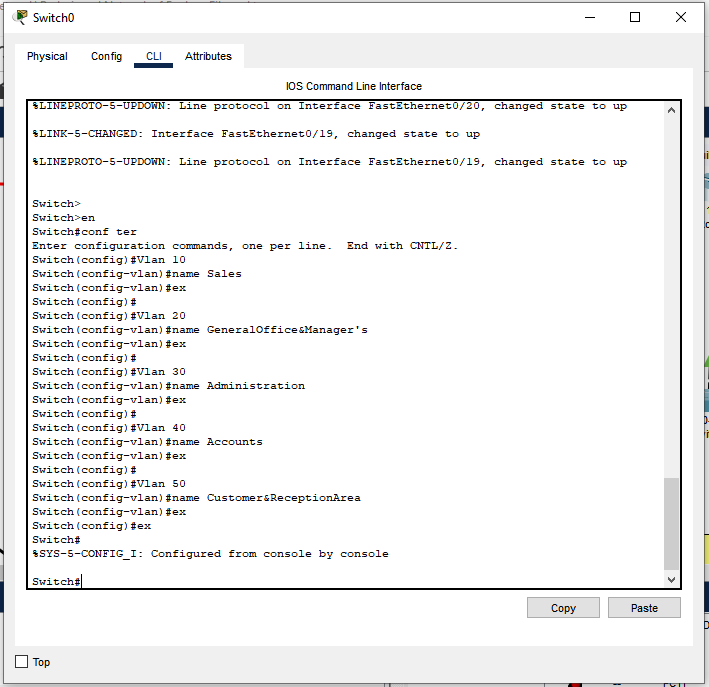 Switch0
Physical Config CLI Attributes
IOS Command Line Interface
%LINEPROTO-5-UPDOWN: Line protocol on Interface FastEthernet0/20, changed state to up
%LINK-5-CHANGED: Interface FastEthernet0/19, changed state to up
%LINEPROTO-5-UPDOWN: Line protocol on Interface FastEthernet0/19, changed state to up
Switch>
Switch>en
Switch#conf ter
Enter configuration commands, one per line.  End with CNTL/Z.
Switch(config)#Vlan 10
Switch(config-vlan)#name Sales
Switch(config-vlan)#ex
Switch(config)#
Switch(config)#Vlan 20
Switch(config-vlan)#name GeneralOffice&Manager's
Switch(config-vlan)#ex
Switch(config)#
Switch(config)#Vlan 30
Switch(config-vlan)#name Administration
Switch(config-vlan)#ex
Switch(config)#
Switch(config)#Vlan 40
Switch(config-vlan)#name Accounts
Switch(config-vlan)#ex
Switch(config)#
Switch(config)#Vlan 50
Switch(config-vlan)#name Customer&ReceptionArea
Switch(config-vlan)#ex
Switch(config)#ex
Switch#
%SYS-5-CONFIG_I: Configured from console by console
Switch#
Copy Paste
Top